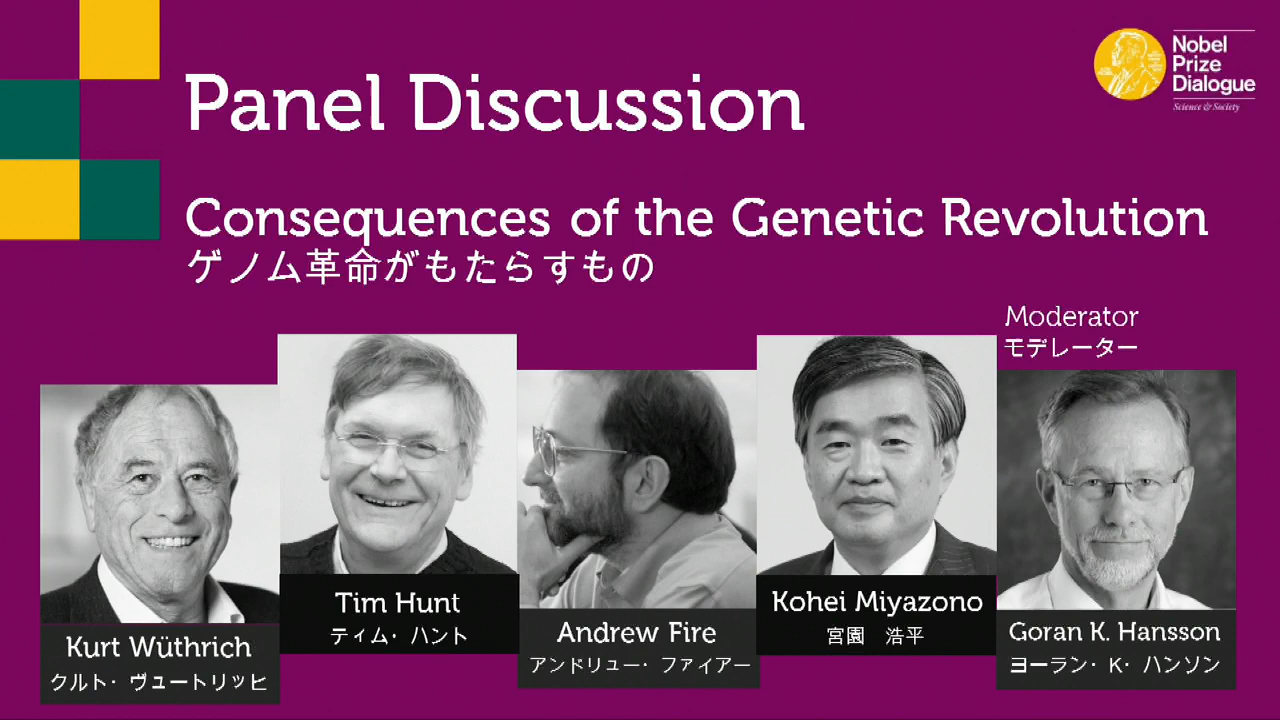 Panel Discussion
Nobel
Prize
Dialogue
Science & Society
Consequences of the Genetic Revolution
ゲノム革命がもたらすもの
Moderator
モデレーター
Kurt Wüthrich
クルト・ヴュートリッヒ
Tim Hunt
ティム・ハント
Andrew Fire
アンドリュー・ファイアー
Kohei Miyazono
宮園　浩平
Goran K. Hansson
ヨーラン・K・ハンソン